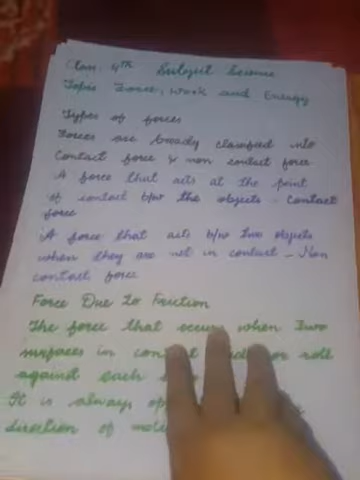 Class: 4th Subject Science
Topic Force, Work and Energy
Types of forces
Forces are broadly classified into
Contact force & non contact force
A force that acts at the point
of contact b/w the objects - Contact
force
A force that acts b/w two objects
when they are not in contact - Non
contact force
Force Due To Friction
The force that occurs when Two
surfaces in or roll
against each
It is always
direction of